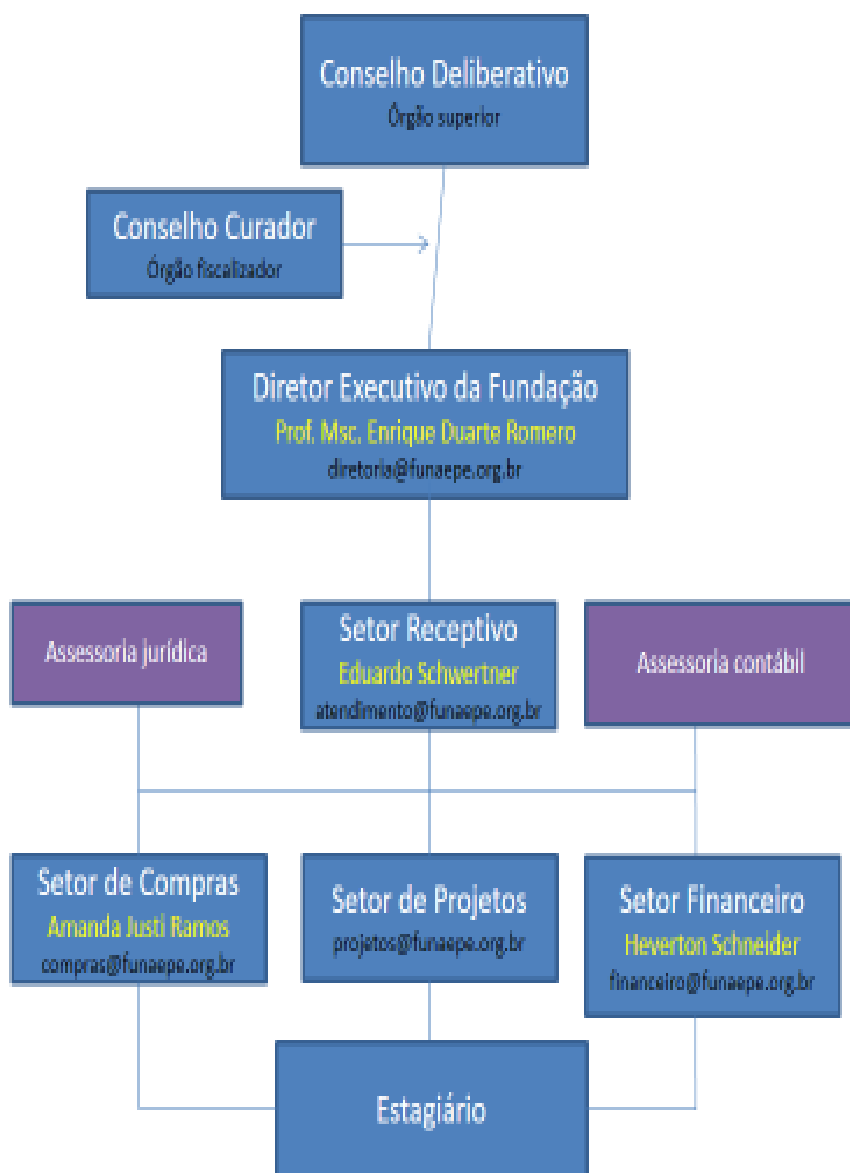 Conselho Deliberativo
Órgão superior
Conselho Curador
Órgão fiscalizador
Diretor Executivo da Fundação
Prof. Msc. Enrique Duarte Romero
diretoria@funaepe.org.br
Assessoria jurídica
Setor Receptivo
Eduardo Schwertner
atendimento@funaepe.org.br
Assessoria contábil
Setor de Compras
Amanda Justi Ramos
compras@funaepe.org.br
Setor de Projetos
projetos@funaepe.org.br
Setor Financeiro
Heverton Schneider
financeiro@funaepe.org.br
Estagiário